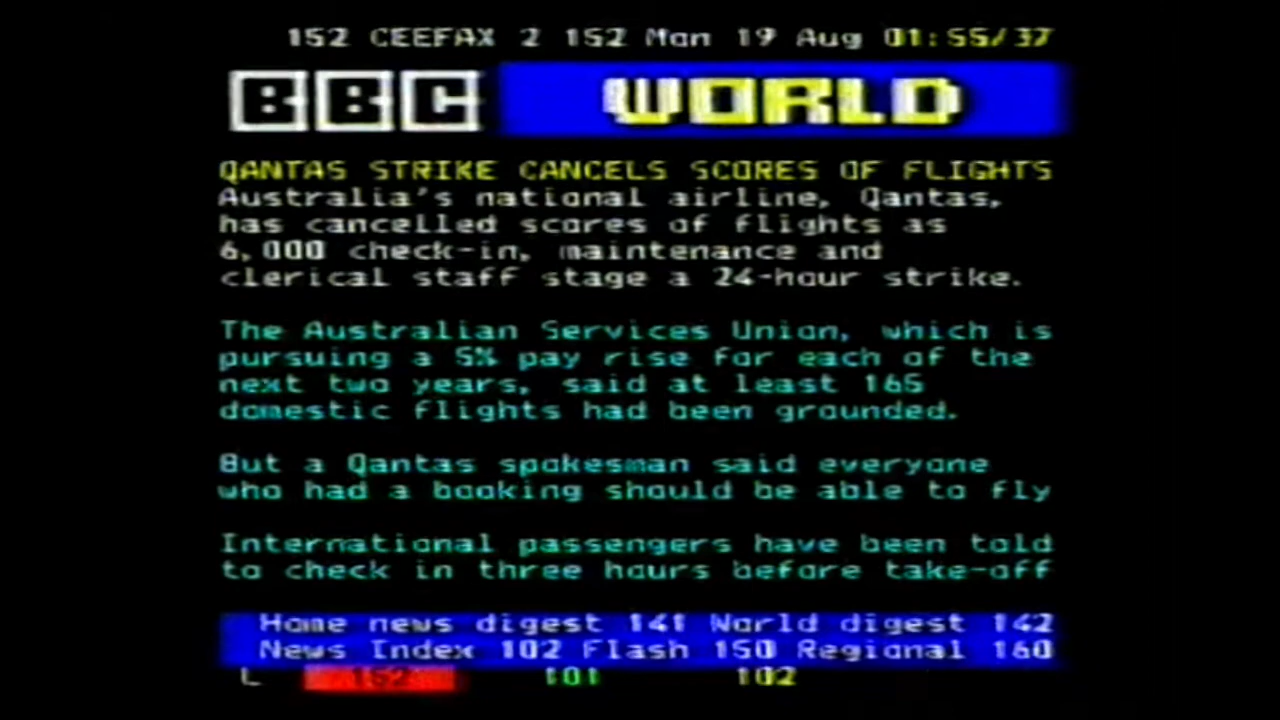 152 CEEFAX 2 152 Mon 19 Aug 01:55/37
BBC WORLD
QANTAS STRIKE CANCELS SCORES OF FLIGHTS
Australia's national airline, Qantas,
has cancelled scores of flights as
6,000 check-in, maintenance and
clerical staff stage a 24-hour strike.
The Australian Services Union, which is
pursuing a 5% pay rise for each of the
next two years, said at least 165
domestic flights had been grounded.
But a Qantas spokesman said everyone
who had a booking should be able to fly
International passengers have been told
to check in three hours before take-off
Home news digest 141 World digest 142
News Index 102 Flash 150 Regional 160
L 152 101 102